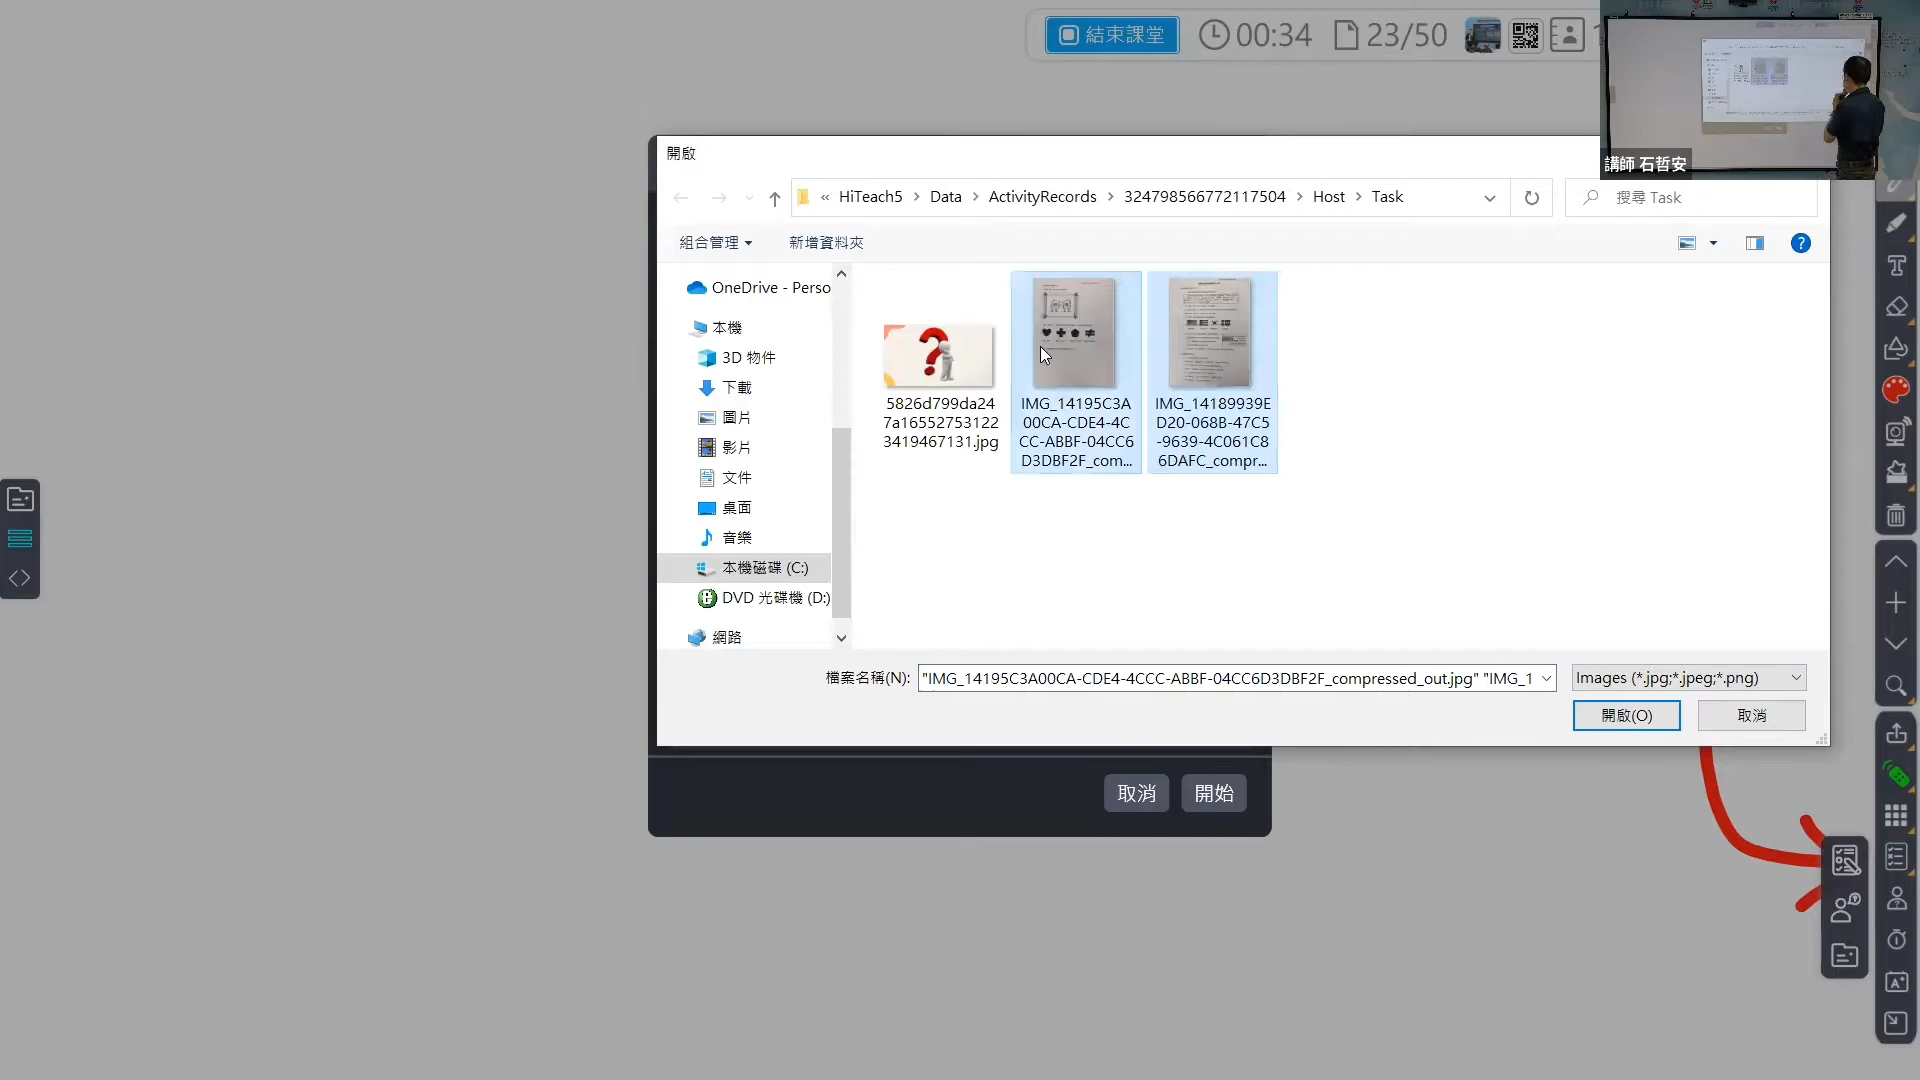 結束課堂 00:34 23/50
講師 石哲安
開啟
« HiTeach5 > Data > ActivityRecords > 324798566772117504 > Host > Task
搜尋 Task
組合管理 新增資料夾
OneDrive - Perso
本機
3D 物件
下載
圖片
影片
文件
桌面
音樂
本機磁碟 (C:)
DVD 光碟機 (D:)
網路
5826d799da24
7a16552753122
3419467131.jpg
IMG_14195C3A
00CA-CDE4-4C
CC-ABBF-04CC6
D3DBF2F_com...
IMG_14189939E
D20-068B-47C5
-9639-4C061C8
6DAFC_compr...
檔案名稱(N): "IMG_14195C3A00CA-CDE4-4CCC-ABBF-04CC6D3DBF2F_compressed_out.jpg" "IMG_1
Images (*.jpg;*.jpeg;*.png)
開啟(O) 取消
取消 開始